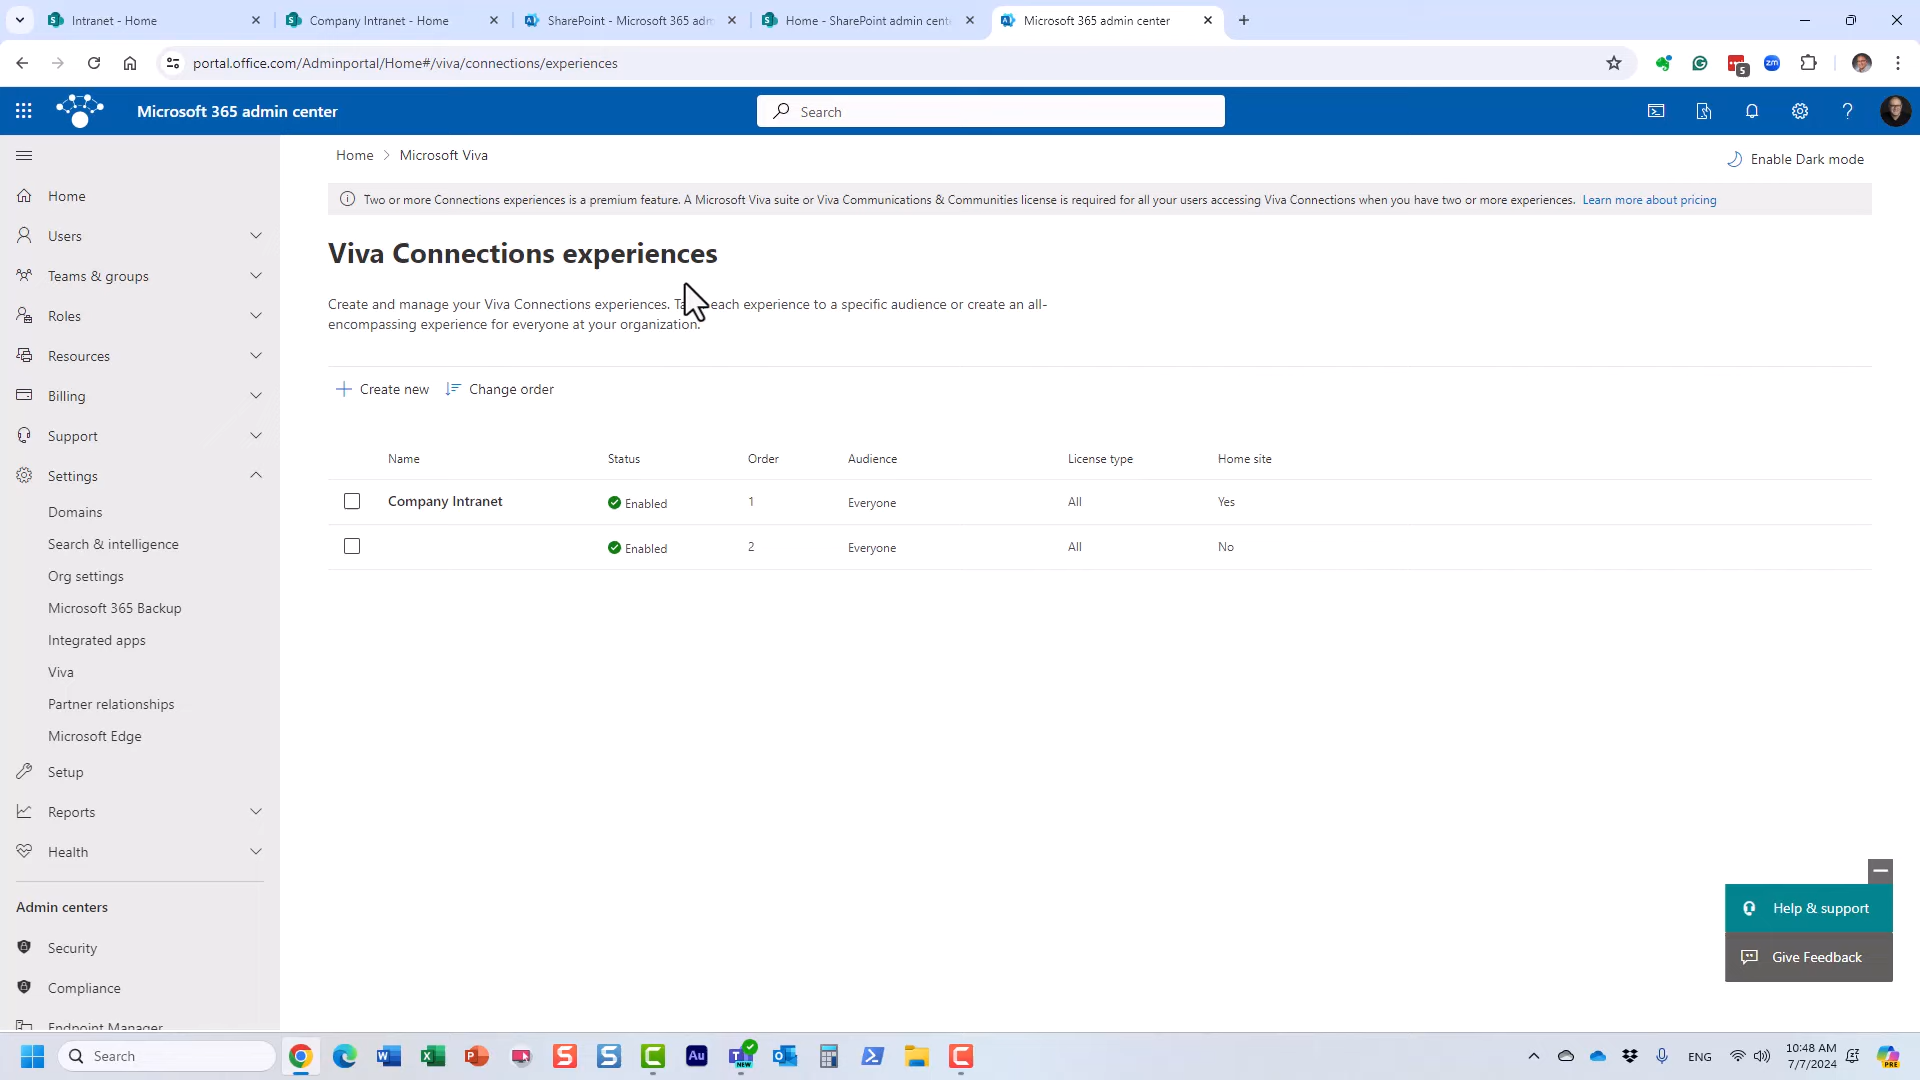 Intranet - Home
Company Intranet - Home
SharePoint - Microsoft 365 adm
Home - SharePoint admin cente
Microsoft 365 admin center
portal.office.com/Adminportal/Home#/viva/connections/experiences
5
zm
Microsoft 365 admin center
Search
Home > Microsoft Viva
Enable Dark mode
Two or more Connections experiences is a premium feature. A Microsoft Viva suite or Viva Communications & Communities license is required for all your users accessing Viva Connections when you have two or more experiences. Learn more about pricing
Viva Connections experiences
Create and manage your Viva Connections experiences. each experience to a specific audience or create an all-
encompassing experience for everyone at your organization.
Create new
Change order
Name Status Order Audience License type Home site
Company Intranet Enabled 1 Everyone All Yes
Enabled 2 Everyone All No
Home
Users
Teams & groups
Roles
Resources
Billing
Support
Settings
Domains
Search & intelligence
Org settings
Microsoft 365 Backup
Integrated apps
Viva
Partner relationships
Microsoft Edge
Setup
Reports
Health
Admin centers
Security
Compliance
Endpoint Manager
Help & support
Give Feedback
Search
Au
NEW
ENG
10:48 AM
7/7/2024
PRE